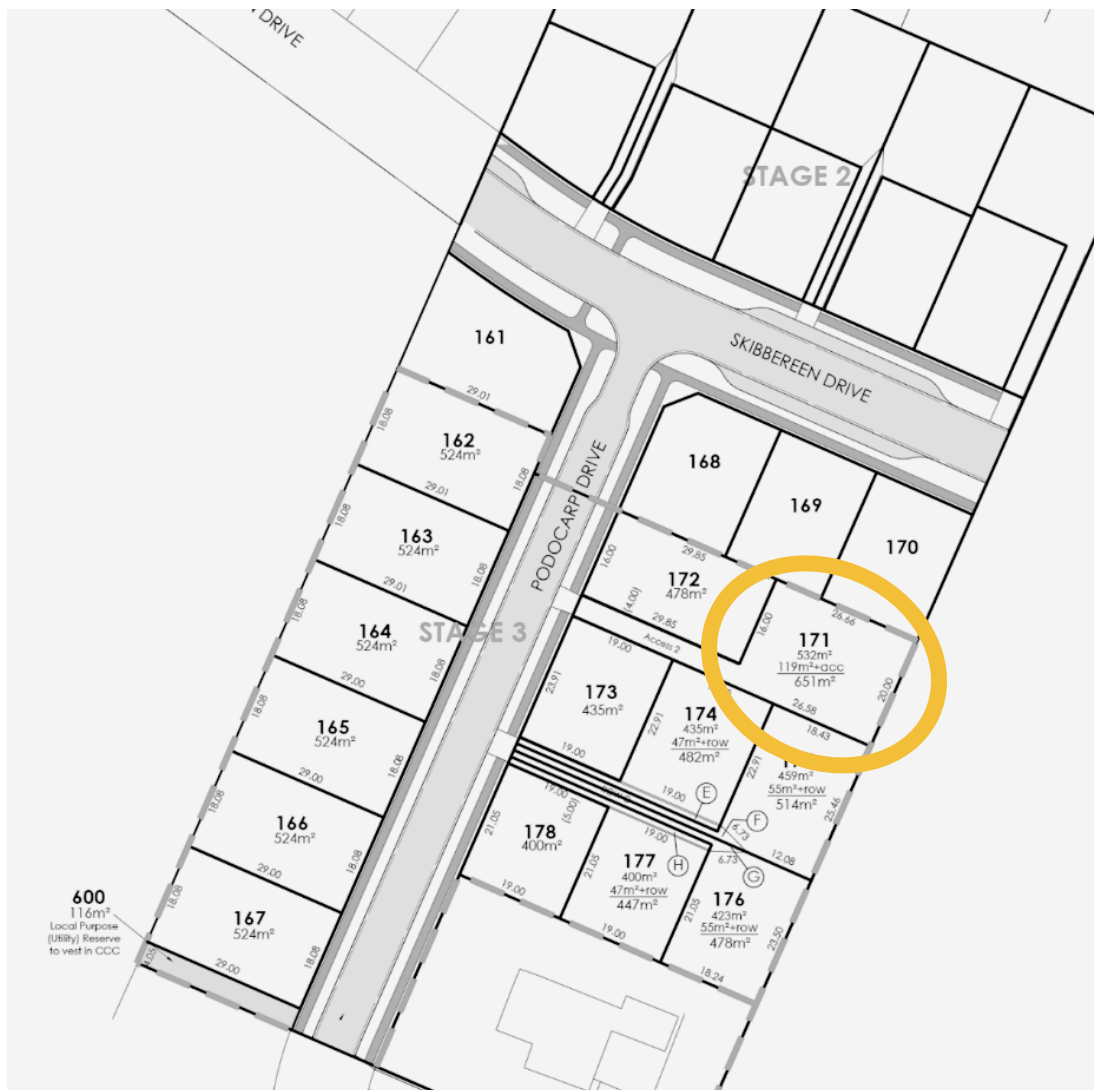 DRIVE
STAGE 2
SKIBBEREEN DRIVE
PODOCARP DRIVE
STAGE 3
161
29.01
18.08
162
524m²
18.08
29.01
18.08
163
524m²
18.08
29.01
18.08
164
524m²
18.08
29.00
18.08
165
524m²
18.08
29.00
18.08
166
524m²
18.08
29.00
18.08
167
524m²
18.08
29.00
4.05
600
116m²
Local Purpose
(Utility) Reserve
to vest in CCC
168
169
170
29.85
16.00
172
478m²
(4.00)
29.85
16.00
26.66
171
532m²
119m²+acc
651m²
20.00
26.58
18.43
Access 2
19.00
23.91
173
435m²
19.00
22.91
174
435m²
47m²+row
482m²
19.00
22.91
459m²
55m²+row
514m²
25.46
12.08
6.73
E
F
G
H
19.00
(5.00)
21.05
178
400m²
19.00
21.05
19.00
177
400m²
47m²+row
447m²
19.00
21.05
6.73
176
423m²
55m²+row
478m²
23.50
18.24